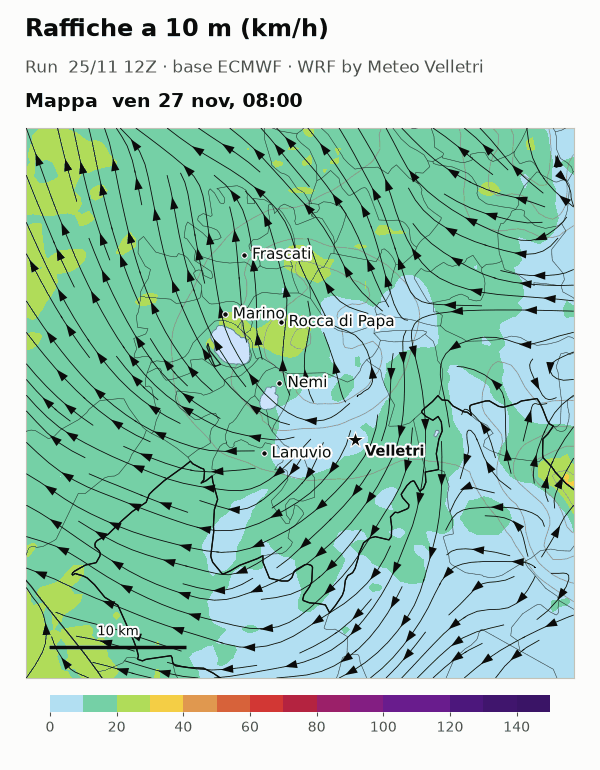 Raffiche a 10 m (km/h)
Run 25/11 12Z · base ECMWF · WRF by Meteo Velletri
Mappa ven 27 nov, 08:00
Frascati
Marino
Rocca di Papa
Nemi
Velletri
Lanuvio
10 km
0 20 40 60 80 100 120 140